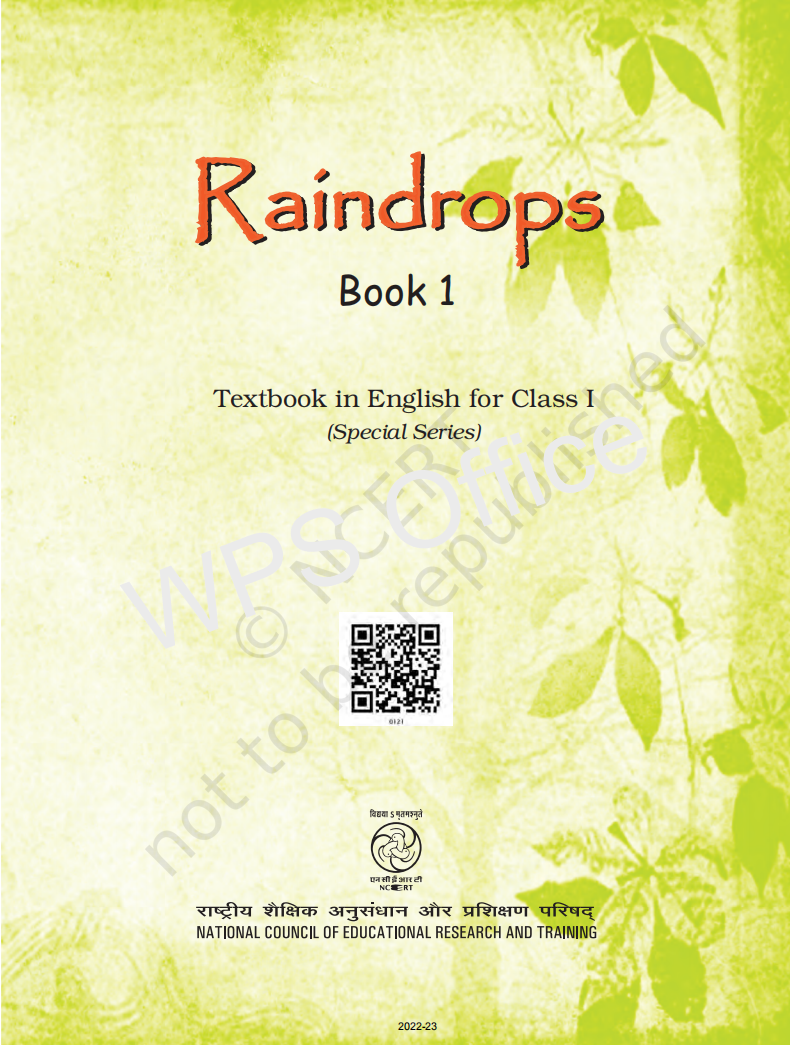 Raindrops
Book 1
Textbook in English for Class I
(Special Series)
© NCERT
not to be republished
WPS Office
0121
विद्यया ऽ मृतमश्नुते
एन सी ई आर टी
NCERT
राष्ट्रीय शैक्षिक अनुसंधान और प्रशिक्षण परिषद्
NATIONAL COUNCIL OF EDUCATIONAL RESEARCH AND TRAINING
2022-23